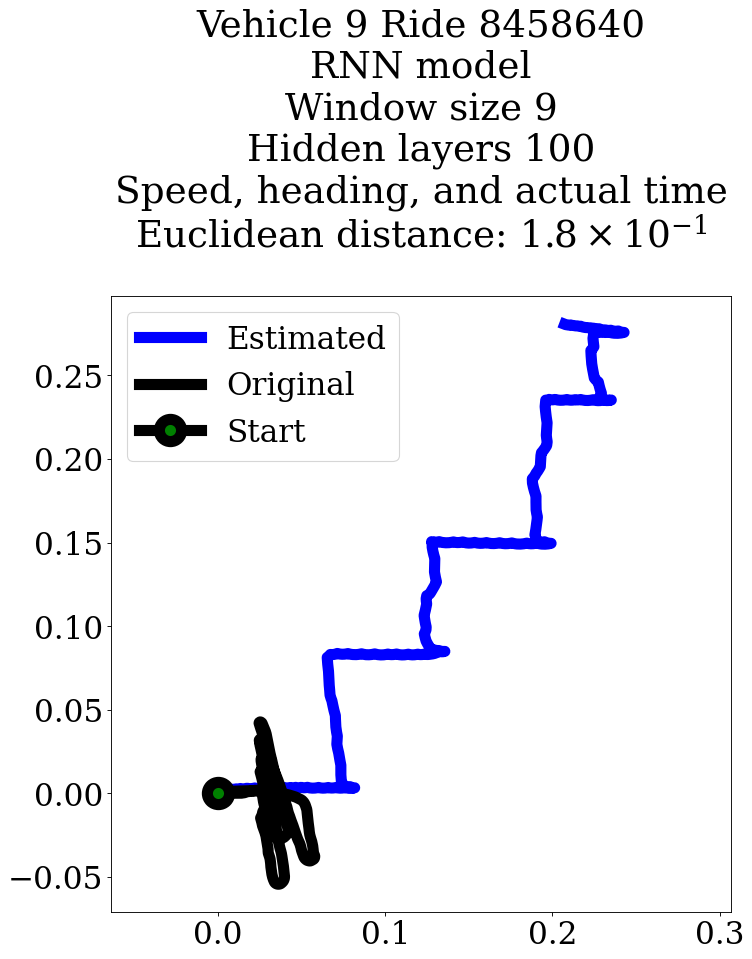 Vehicle 9 Ride 8458640
RNN model
Window size 9
Hidden layers 100
Speed, heading, and actual time
Euclidean distance: 1.8 × 10⁻¹
Estimated
Original
Start
0.25
0.20
0.15
0.10
0.05
0.00
−0.05
0.0 0.1 0.2 0.3